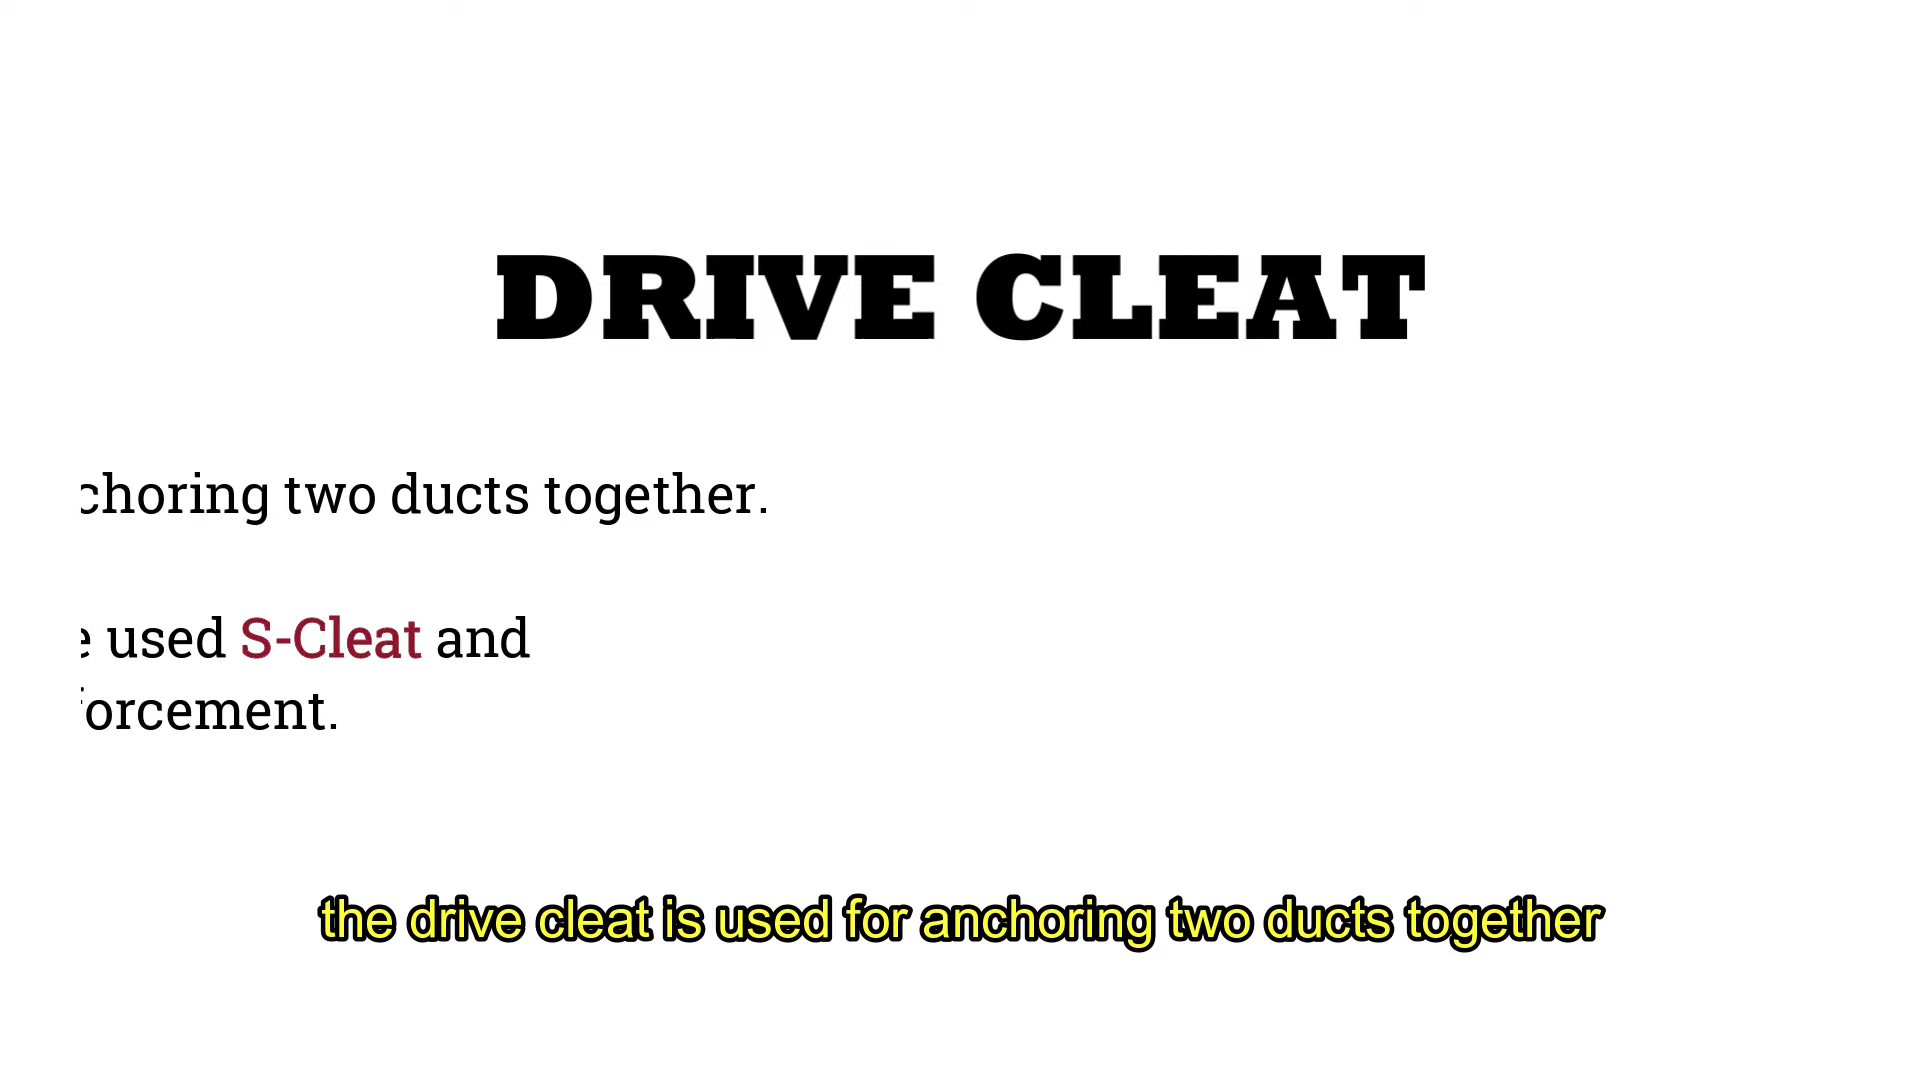 DRIVE CLEAT
choring two ducts together.
e used S-Cleat and
forcement.
the drive cleat is used for anchoring two ducts together